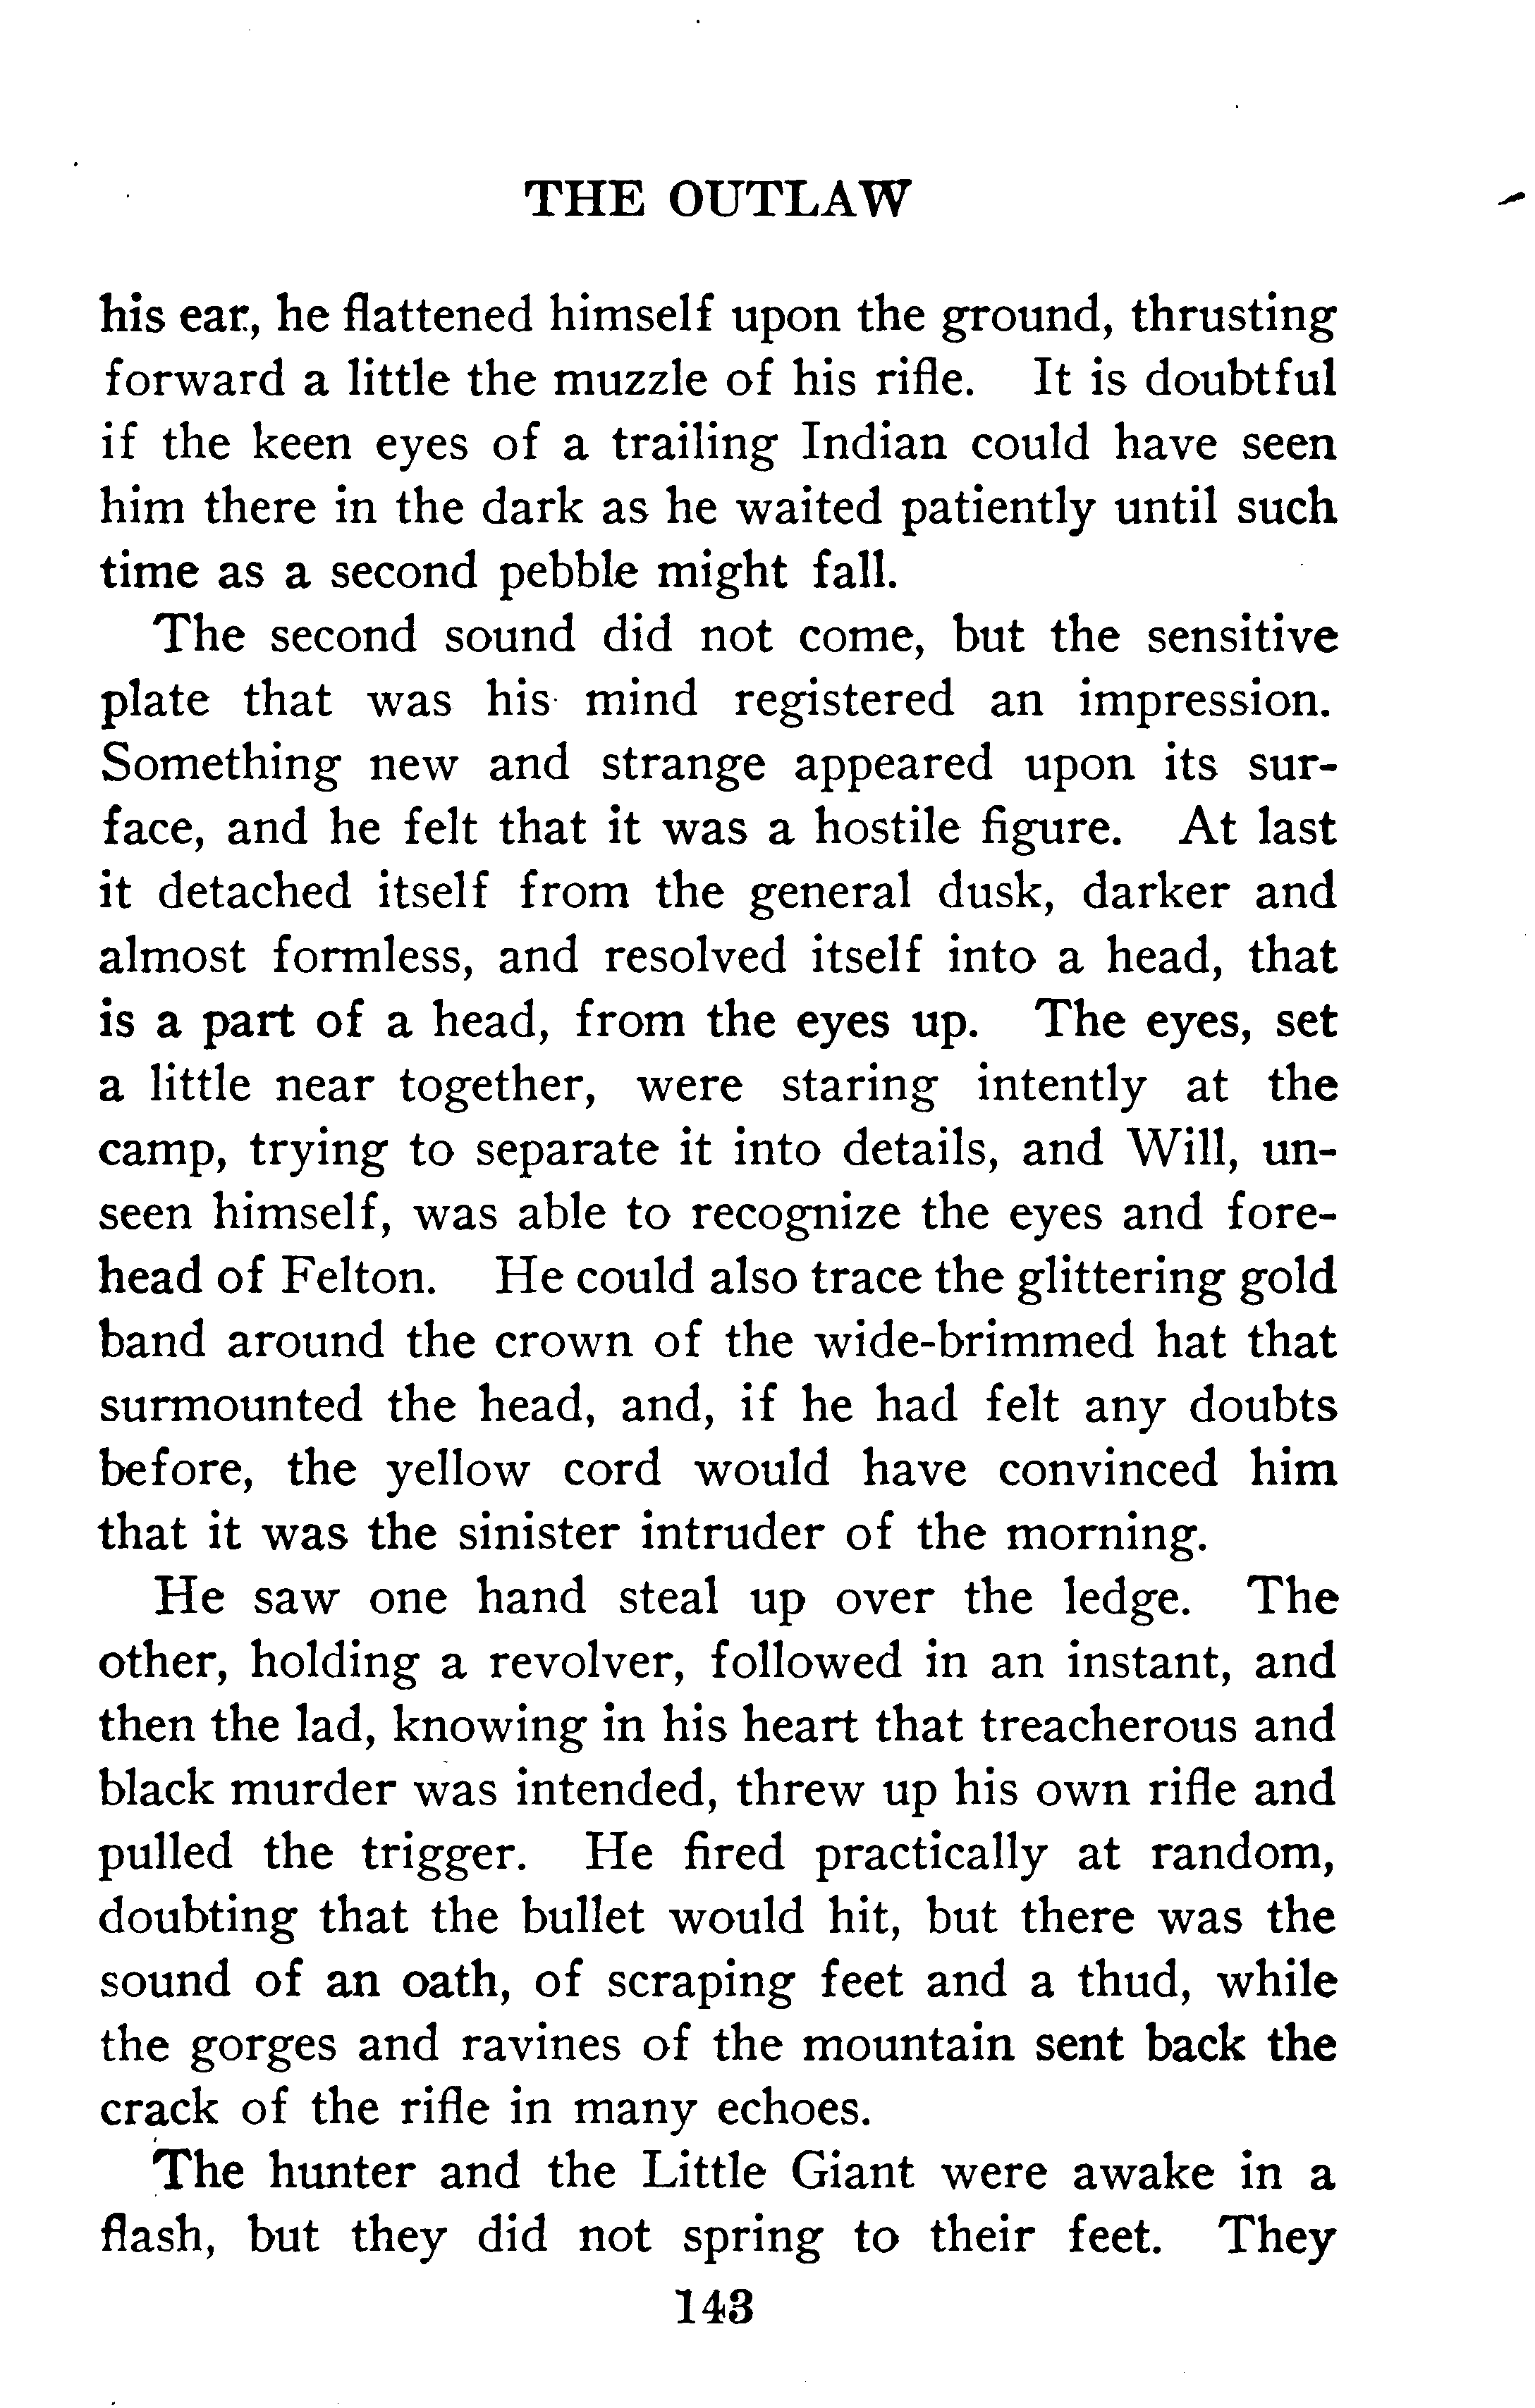 THE OUTLAW
his ear, he flattened himself upon the ground, thrusting
forward a little the muzzle of his rifle. It is doubtful
if the keen eyes of a trailing Indian could have seen
him there in the dark as he waited patiently until such
time as a second pebble might fall.
The second sound did not come, but the sensitive
plate that was his mind registered an impression.
Something new and strange appeared upon its sur-
face, and he felt that it was a hostile figure. At last
it detached itself from the general dusk, darker and
almost formless, and resolved itself into a head, that
is a part of a head, from the eyes up. The eyes, set
a little near together, were staring intently at the
camp, trying to separate it into details, and Will, un-
seen himself, was able to recognize the eyes and fore-
head of Felton. He could also trace the glittering gold
band around the crown of the wide-brimmed hat that
surmounted the head, and, if he had felt any doubts
before, the yellow cord would have convinced him
that it was the sinister intruder of the morning.
He saw one hand steal up over the ledge. The
other, holding a revolver, followed in an instant, and
then the lad, knowing in his heart that treacherous and
black murder was intended, threw up his own rifle and
pulled the trigger. He fired practically at random,
doubting that the bullet would hit, but there was the
sound of an oath, of scraping feet and a thud, while
the gorges and ravines of the mountain sent back the
crack of the rifle in many echoes.
The hunter and the Little Giant were awake in a
flash, but they did not spring to their feet. They
143